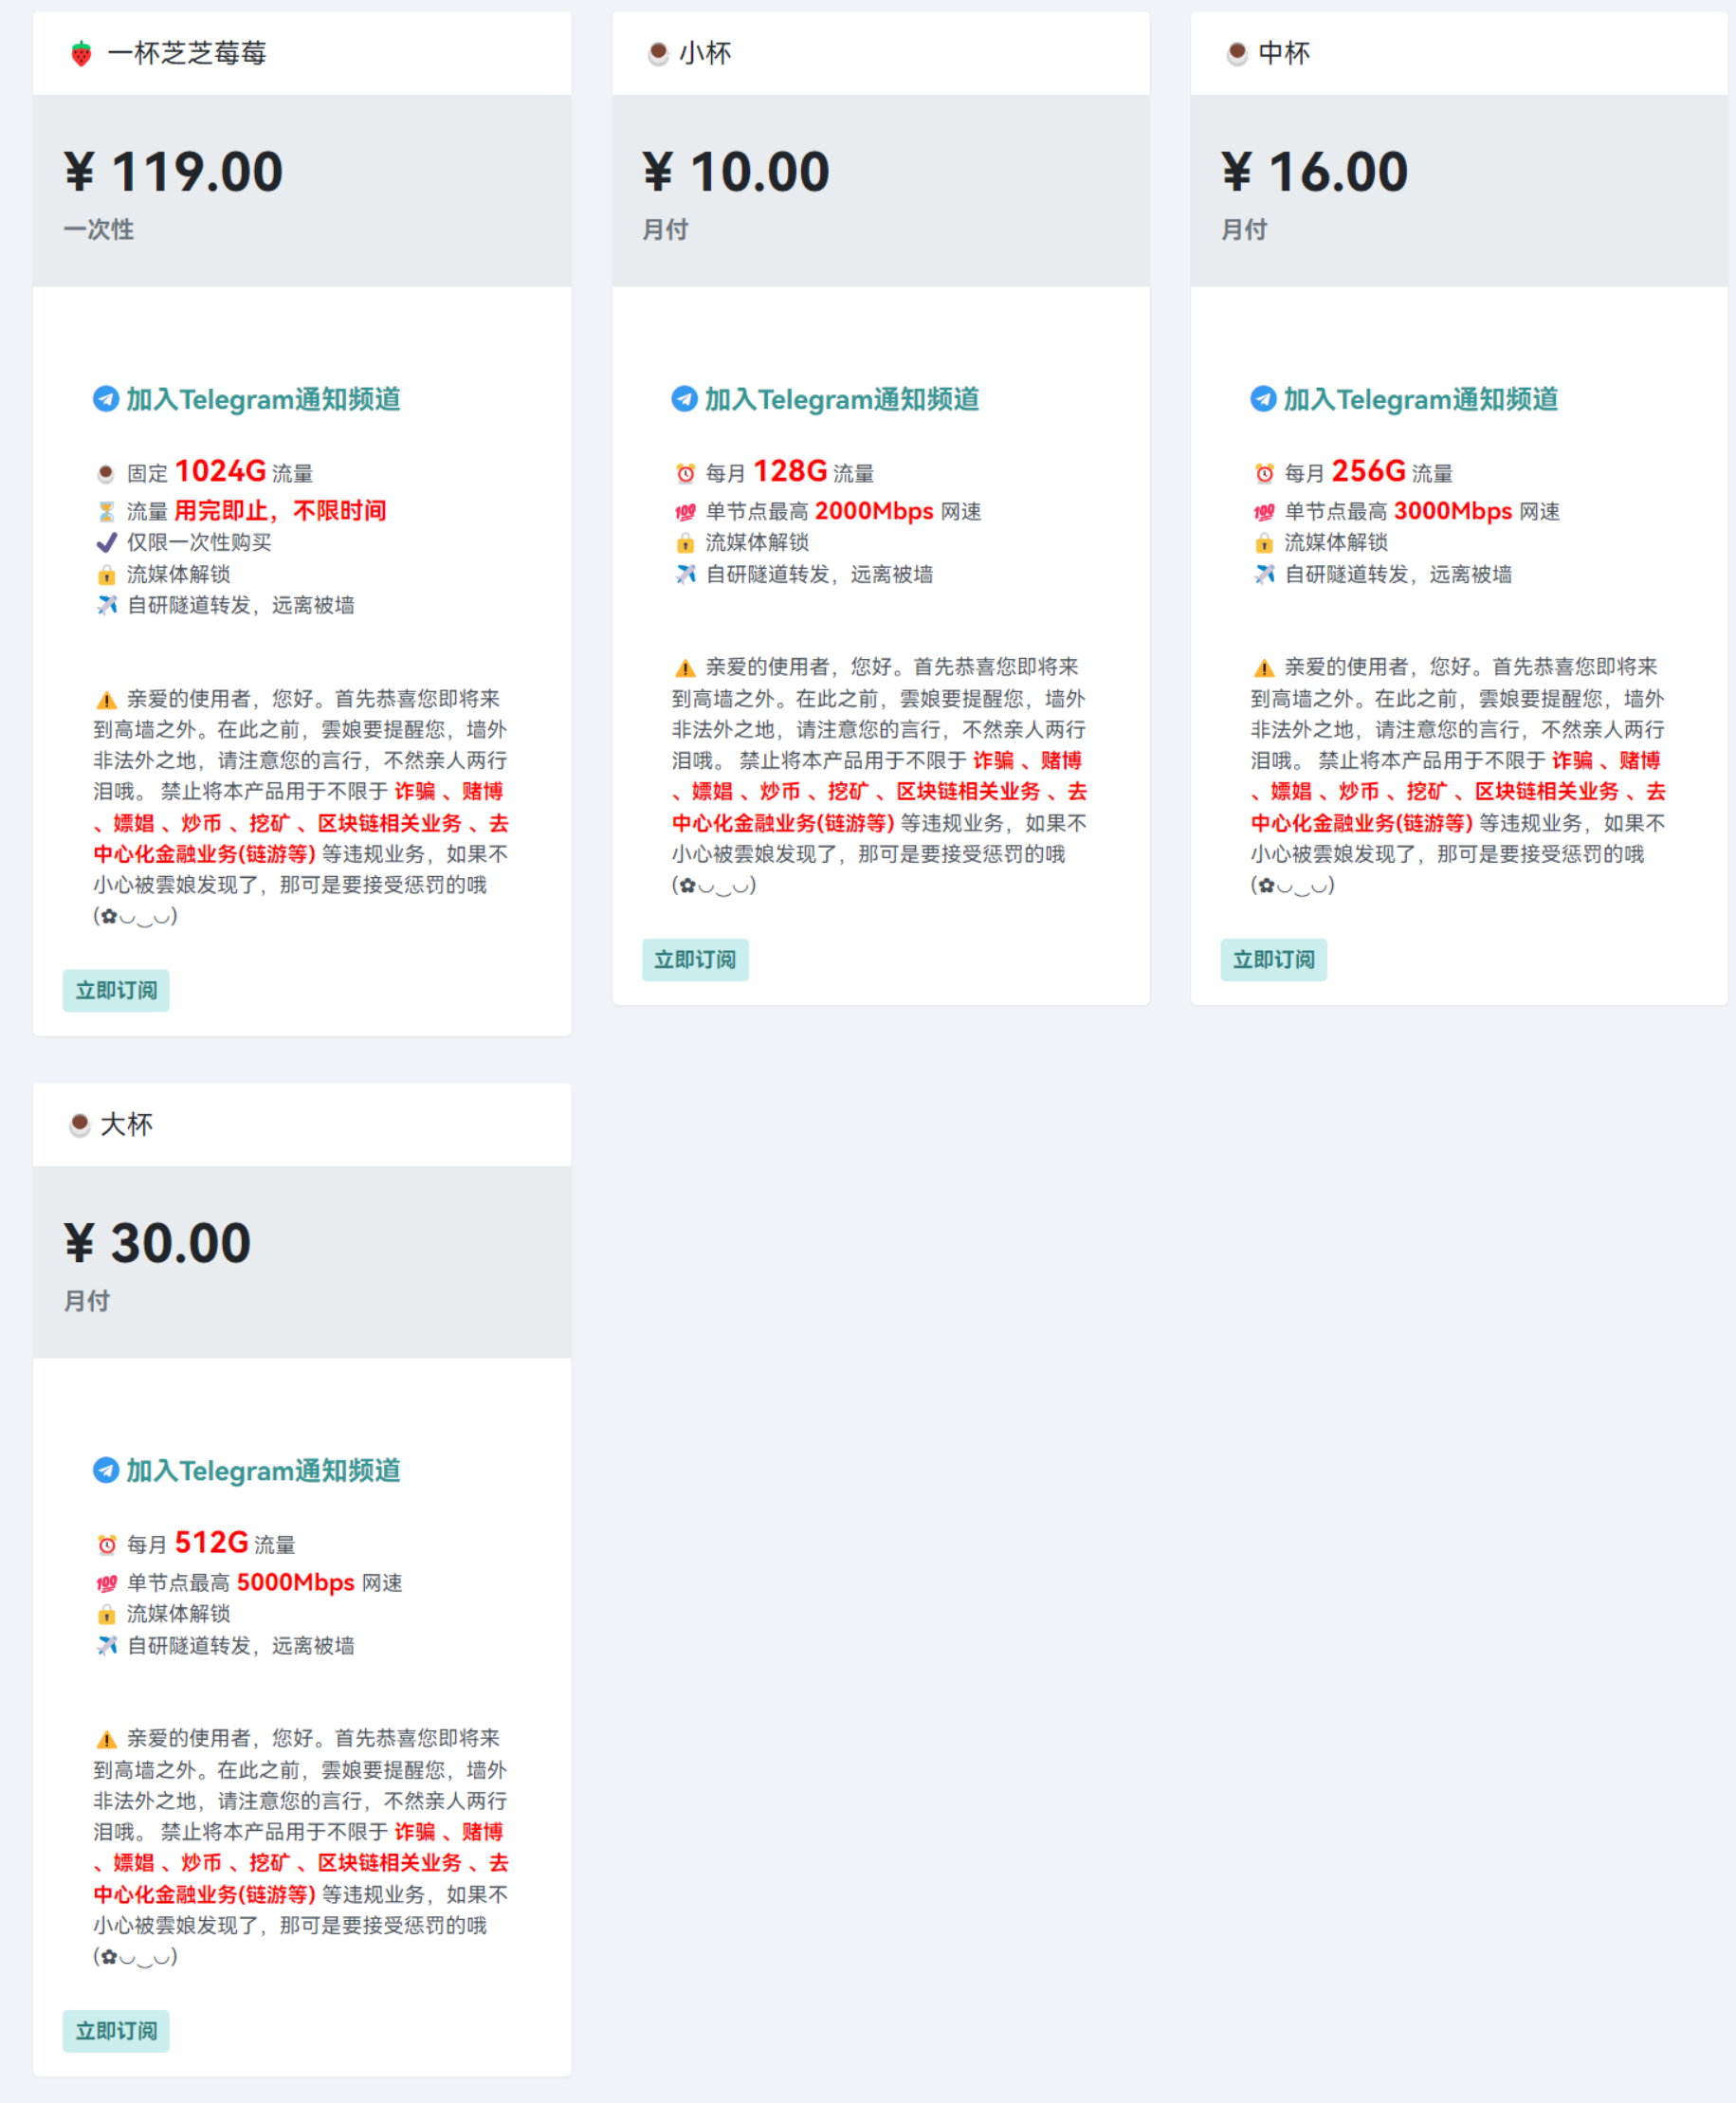 🍓 一杯芝芝莓莓
¥ 119.00
一次性
加入Telegram通知频道
固定 1024G 流量
⏳ 流量 用完即止，不限时间
✔ 仅限一次性购买
🔒 流媒体解锁
✈ 自研隧道转发，远离被墙
⚠ 亲爱的使用者，您好。首先恭喜您即将来
到高墙之外。在此之前，雲娘要提醒您，墙外
非法外之地，请注意您的言行，不然亲人两行
泪哦。 禁止将本产品用于不限于 诈骗 、赌博
、嫖娼 、炒币 、挖矿 、区块链相关业务 、去
中心化金融业务(链游等) 等违规业务，如果不
小心被雲娘发现了，那可是要接受惩罚的哦
(✿◡‿◡)
立即订阅
小杯
¥ 10.00
月付
加入Telegram通知频道
⏰ 每月 128G 流量
💯 单节点最高 2000Mbps 网速
🔒 流媒体解锁
✈ 自研隧道转发，远离被墙
⚠ 亲爱的使用者，您好。首先恭喜您即将来
到高墙之外。在此之前，雲娘要提醒您，墙外
非法外之地，请注意您的言行，不然亲人两行
泪哦。 禁止将本产品用于不限于 诈骗 、赌博
、嫖娼 、炒币 、挖矿 、区块链相关业务 、去
中心化金融业务(链游等) 等违规业务，如果不
小心被雲娘发现了，那可是要接受惩罚的哦
(✿◡‿◡)
立即订阅
中杯
¥ 16.00
月付
加入Telegram通知频道
⏰ 每月 256G 流量
💯 单节点最高 3000Mbps 网速
🔒 流媒体解锁
✈ 自研隧道转发，远离被墙
⚠ 亲爱的使用者，您好。首先恭喜您即将来
到高墙之外。在此之前，雲娘要提醒您，墙外
非法外之地，请注意您的言行，不然亲人两行
泪哦。 禁止将本产品用于不限于 诈骗 、赌博
、嫖娼 、炒币 、挖矿 、区块链相关业务 、去
中心化金融业务(链游等) 等违规业务，如果不
小心被雲娘发现了，那可是要接受惩罚的哦
(✿◡‿◡)
立即订阅
大杯
¥ 30.00
月付
加入Telegram通知频道
⏰ 每月 512G 流量
💯 单节点最高 5000Mbps 网速
🔒 流媒体解锁
✈ 自研隧道转发，远离被墙
⚠ 亲爱的使用者，您好。首先恭喜您即将来
到高墙之外。在此之前，雲娘要提醒您，墙外
非法外之地，请注意您的言行，不然亲人两行
泪哦。 禁止将本产品用于不限于 诈骗 、赌博
、嫖娼 、炒币 、挖矿 、区块链相关业务 、去
中心化金融业务(链游等) 等违规业务，如果不
小心被雲娘发现了，那可是要接受惩罚的哦
(✿◡‿◡)
立即订阅